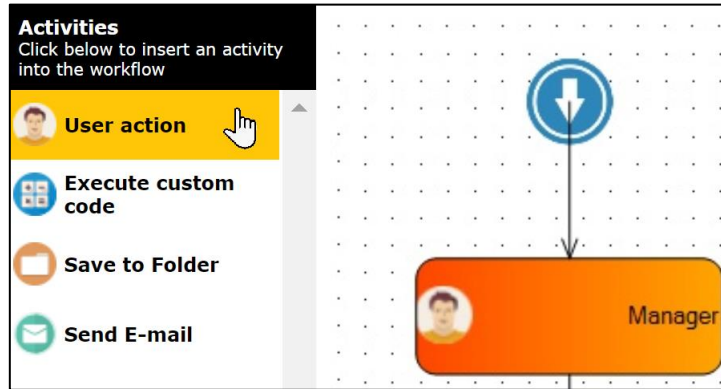 Activities
Click below to insert an activity
into the workflow
User action
Execute custom
code
Save to Folder
Send E-mail
Manager